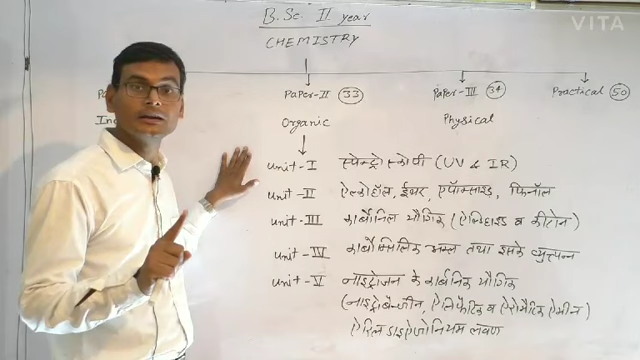 VITA
B.Sc. II year
CHEMISTRY
Paper-II 33 Paper-III 34 Practical 50
Organic Physical
unit-I स्पेक्ट्रोस्कोपी (UV & IR)
unit-II ऐल्कोहॉल, ईथर, एपॉक्साइड, फिनॉल
unit-III कार्बोनिल यौगिक (ऐल्डिहाइड व कीटोन)
unit-IV कार्बोक्सिलिक अम्ल तथा इसके व्युत्पन्न
unit-V नाइट्रोजन के कार्बनिक यौगिक
(नाइट्रोबेन्जीन, ऐलिफैटिक व ऐरोमैटिक ऐमीन)
ऐरिल डाइऐजोनियम लवण